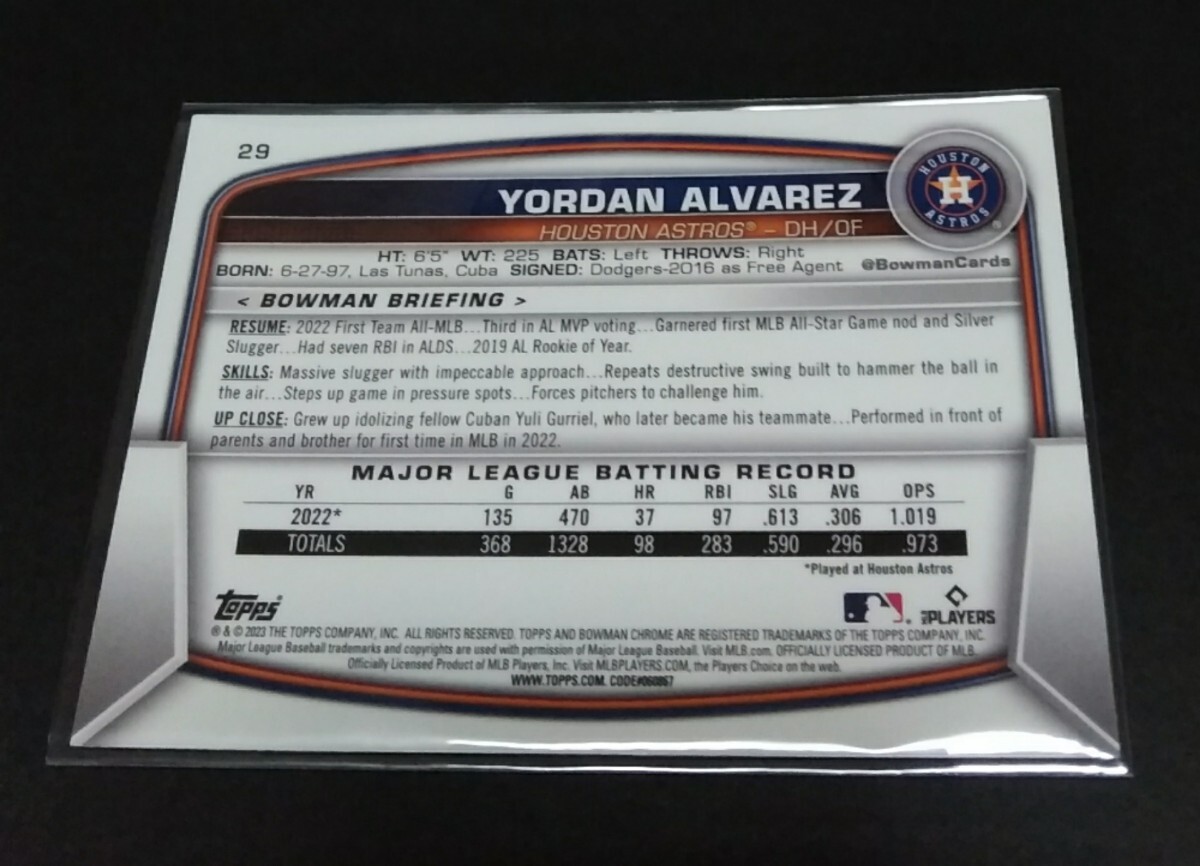 29
HOUSTON
H
ASTROS®
YORDAN ALVAREZ
HOUSTON ASTROS® – DH/OF
HT: 6'5" WT: 225 BATS: Left THROWS: Right
BORN: 6-27-97, Las Tunas, Cuba SIGNED: Dodgers-2016 as Free Agent @BowmanCards
< BOWMAN BRIEFING >
RESUME: 2022 First Team All-MLB...Third in AL MVP voting...Garnered first MLB All-Star Game nod and Silver
Slugger...Had seven RBI in ALDS...2019 AL Rookie of Year.
SKILLS: Massive slugger with impeccable approach...Repeats destructive swing built to hammer the ball in
the air...Steps up game in pressure spots...Forces pitchers to challenge him.
UP CLOSE: Grew up idolizing fellow Cuban Yuli Gurriel, who later became his teammate...Performed in front of
parents and brother for first time in MLB in 2022.
MAJOR LEAGUE BATTING RECORD
YR G AB HR RBI SLG AVG OPS
2022* 135 470 37 97 .613 .306 1.019
TOTALS 368 1328 98 283 .590 .296 .973
*Played at Houston Astros
Topps®
PLAYERS
® & © 2023 THE TOPPS COMPANY, INC. ALL RIGHTS RESERVED. TOPPS AND BOWMAN CHROME ARE REGISTERED TRADEMARKS OF THE TOPPS COMPANY, INC.
Major League Baseball trademarks and copyrights are used with permission of Major League Baseball. Visit MLB.com. OFFICIALLY LICENSED PRODUCT OF MLB
Officially Licensed Product of MLB Players, Inc. Visit MLBPLAYERS.COM, the Players Choice on the web.
WWW.TOPPS.COM. CODE#060867